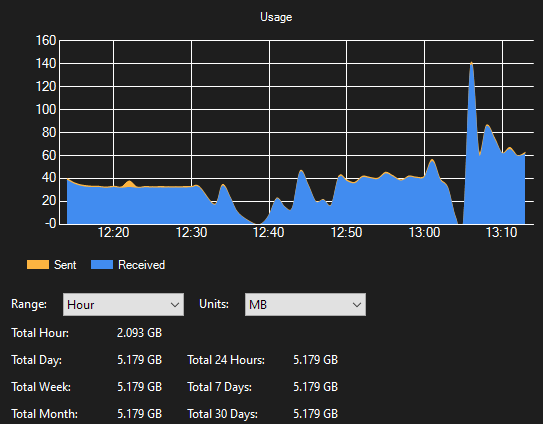 Usage
160
140
120
100
80
60
40
20
-0
12:20 12:30 12:40 12:50 13:00 13:10
Sent Received
Range: Hour Units: MB
Total Hour: 2.093 GB
Total Day: 5.179 GB Total 24 Hours: 5.179 GB
Total Week: 5.179 GB Total 7 Days: 5.179 GB
Total Month: 5.179 GB Total 30 Days: 5.179 GB